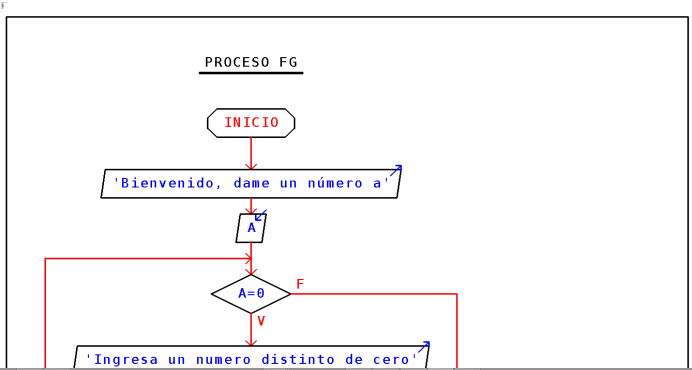 PROCESO FG
INICIO
'Bienvenido, dame un número a'
A
A=0
F
V
'Ingresa un numero distinto de cero'